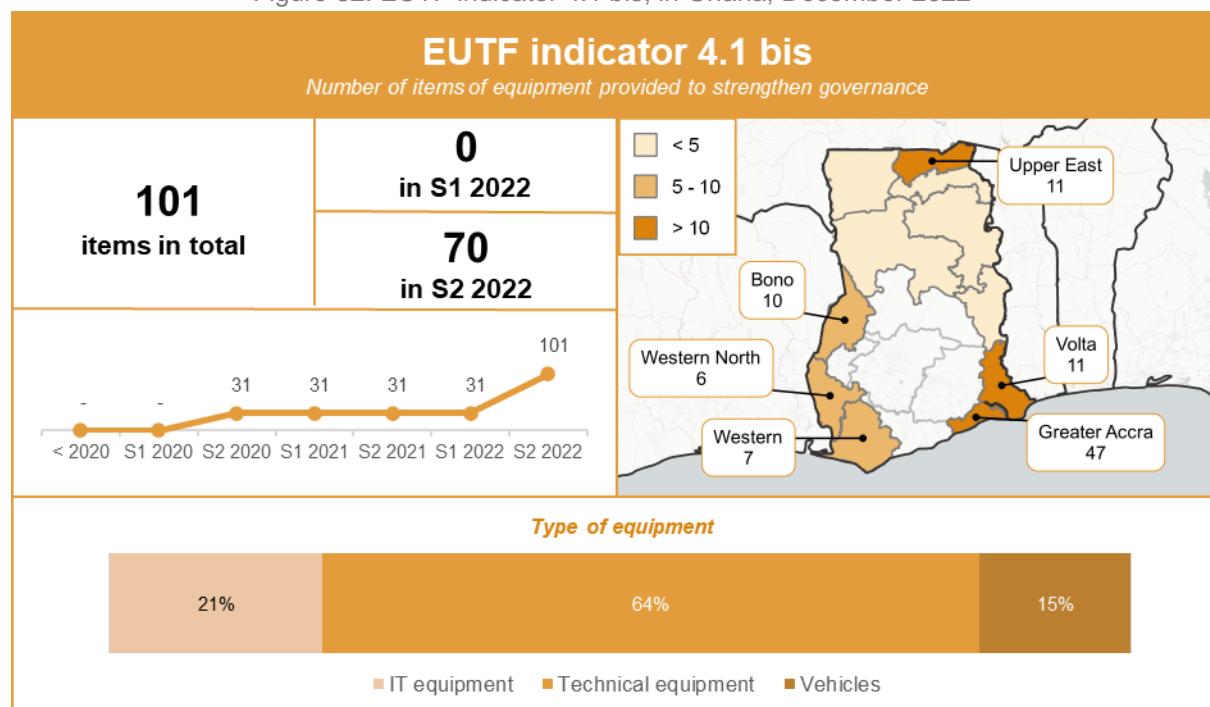 EUTF indicator 4.1 bis
Number of items of equipment provided to strengthen governance
101
items in total
0
in S1 2022
70
in S2 2022
- - 31 31 31 31 101
< 2020 S1 2020 S2 2020 S1 2021 S2 2021 S1 2022 S2 2022
< 5
5 - 10
> 10
Upper East
11
Bono
10
Western North
6
Western
7
Volta
11
Greater Accra
47
Type of equipment
21% 64% 15%
IT equipment Technical equipment Vehicles